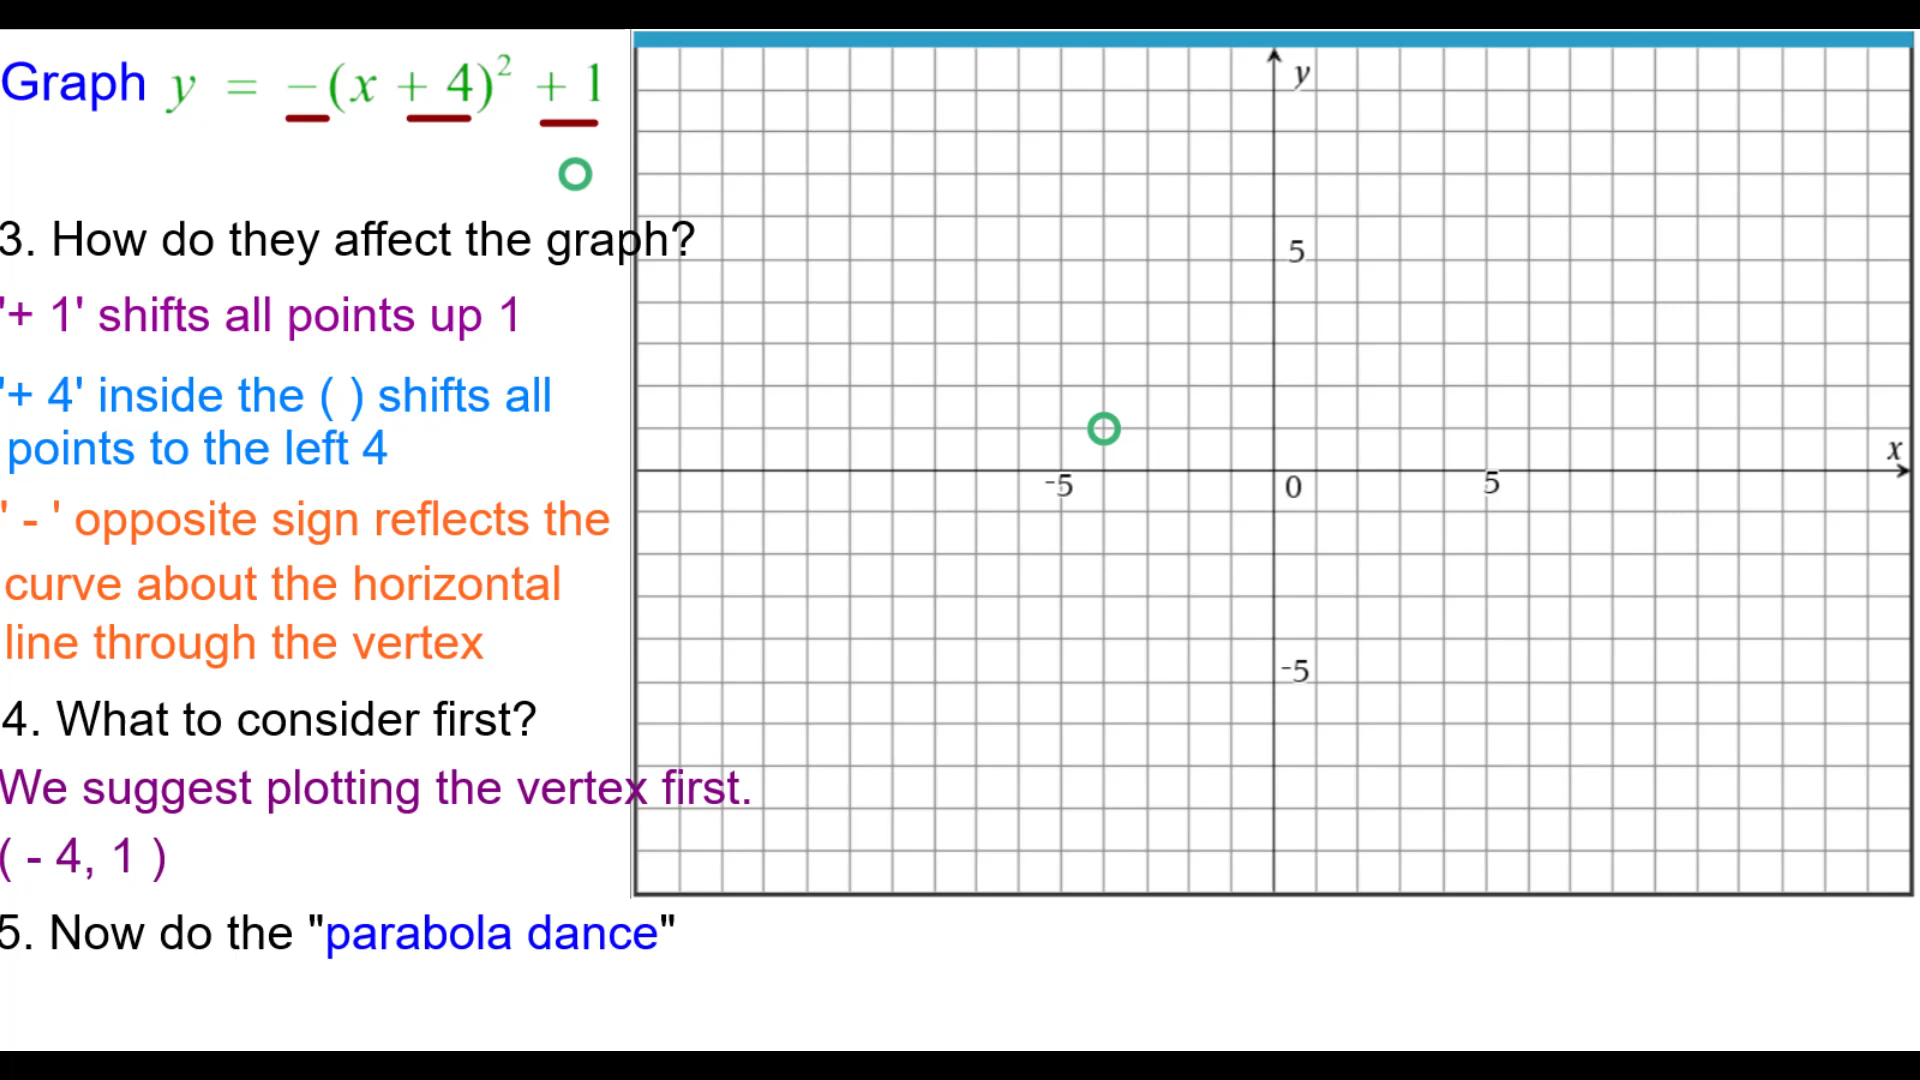 Graph y = −(x + 4)² + 1
3. How do they affect the graph?
'+ 1' shifts all points up 1
'+ 4' inside the ( ) shifts all
points to the left 4
' - ' opposite sign reflects the
curve about the horizontal
line through the vertex
4. What to consider first?
We suggest plotting the vertex first.
( - 4, 1 )
5. Now do the "parabola dance"
y
5
x
-5 0 5
-5